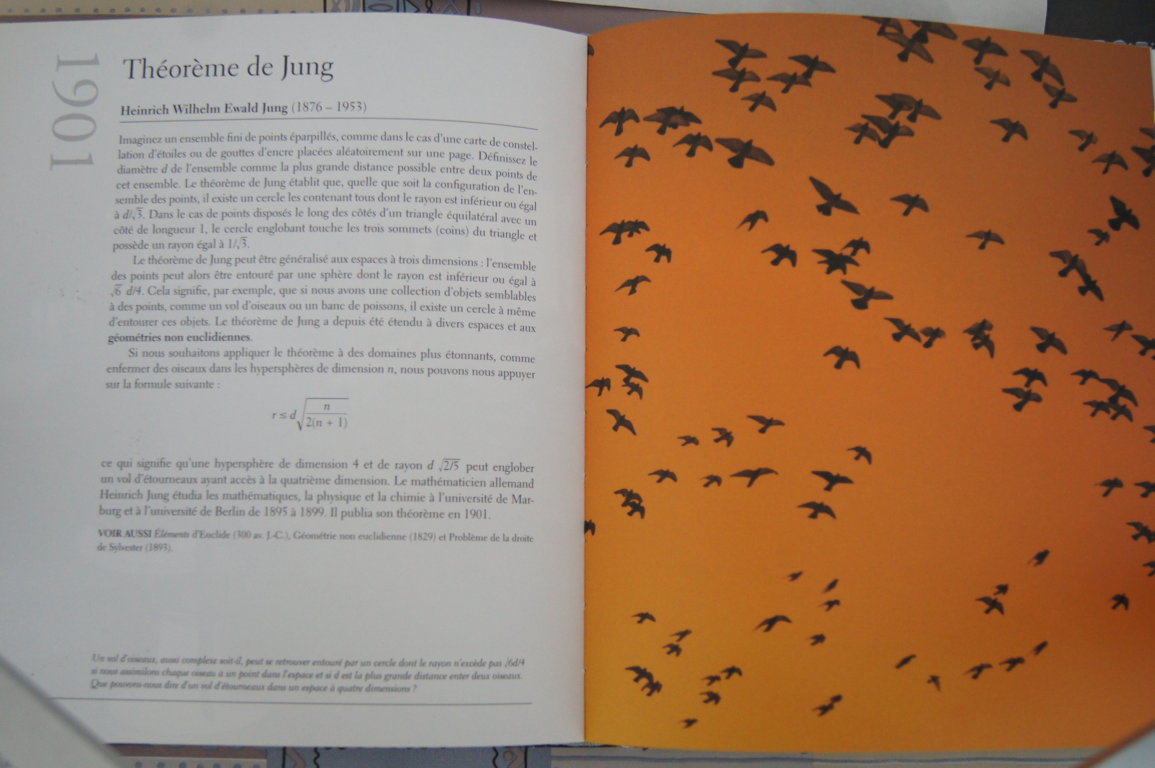 1901
Théorème de Jung
Heinrich Wilhelm Ewald Jung (1876 – 1953)
Imaginez un ensemble fini de points éparpillés, comme dans le cas d'une carte de constel-
lation d'étoiles ou de gouttes d'encre placées aléatoirement sur une page. Définissez le
diamètre d de l'ensemble comme la plus grande distance possible entre deux points de
cet ensemble. Le théorème de Jung établit que, quelle que soit la configuration de l'en-
semble des points, il existe un cercle les contenant tous dont le rayon est inférieur ou égal
à d/√3. Dans le cas de points disposés le long des côtés d'un triangle équilatéral avec un
côté de longueur 1, le cercle englobant touche les trois sommets (coins) du triangle et
possède un rayon égal à 1/√3.
Le théorème de Jung peut être généralisé aux espaces à trois dimensions : l'ensemble
des points peut alors être entouré par une sphère dont le rayon est inférieur ou égal à
√6 d/4. Cela signifie, par exemple, que si nous avons une collection d'objets semblables
à des points, comme un vol d'oiseaux ou un banc de poissons, il existe un cercle à même
d'entourer ces objets. Le théorème de Jung a depuis été étendu à divers espaces et aux
géométries non euclidiennes.
Si nous souhaitons appliquer le théorème à des domaines plus étonnants, comme
enfermer des oiseaux dans les hypersphères de dimension n, nous pouvons nous appuyer
sur la formule suivante :
r ≤ d√(n / 2(n + 1))
ce qui signifie qu'une hypersphère de dimension 4 et de rayon d √2/5 peut englober
un vol d'étourneaux ayant accès à la quatrième dimension. Le mathématicien allemand
Heinrich Jung étudia les mathématiques, la physique et la chimie à l'université de Mar-
burg et à l'université de Berlin de 1895 à 1899. Il publia son théorème en 1901.
VOIR AUSSI Éléments d'Euclide (300 av. J.-C.), Géométrie non euclidienne (1829) et Problème de la droite
de Sylvester (1893).
Un vol d'oiseaux, aussi complexe soit-il, peut se retrouver entouré par un cercle dont le rayon n'excède pas √6d/4
si nous assimilons chaque oiseau à un point dans l'espace et si d est la plus grande distance enter deux oiseaux.
Que pouvons-nous dire d'un vol d'étourneaux dans un espace à quatre dimensions ?